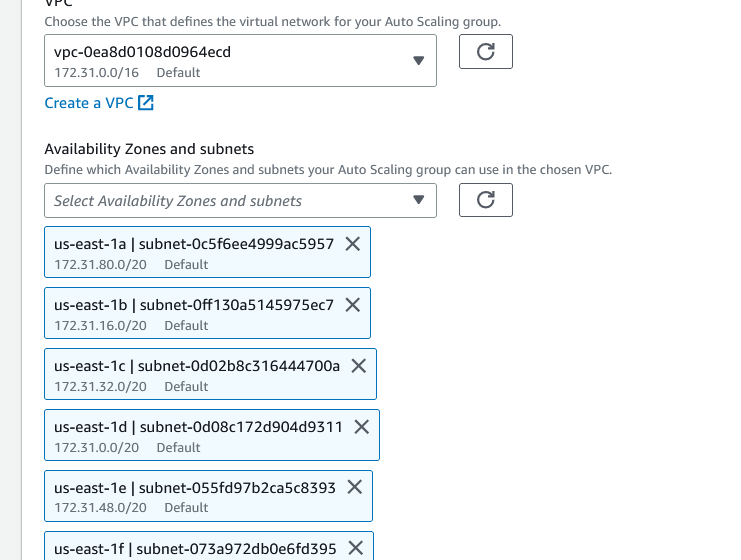 VPC
Choose the VPC that defines the virtual network for your Auto Scaling group.
vpc-0ea8d0108d0964ecd
172.31.0.0/16 Default
Create a VPC
Availability Zones and subnets
Define which Availability Zones and subnets your Auto Scaling group can use in the chosen VPC.
Select Availability Zones and subnets
us-east-1a | subnet-0c5f6ee4999ac5957
172.31.80.0/20 Default
us-east-1b | subnet-0ff130a5145975ec7
172.31.16.0/20 Default
us-east-1c | subnet-0d02b8c316444700a
172.31.32.0/20 Default
us-east-1d | subnet-0d08c172d904d9311
172.31.0.0/20 Default
us-east-1e | subnet-055fd97b2ca5c8393
172.31.48.0/20 Default
us-east-1f | subnet-073a972db0e6fd395